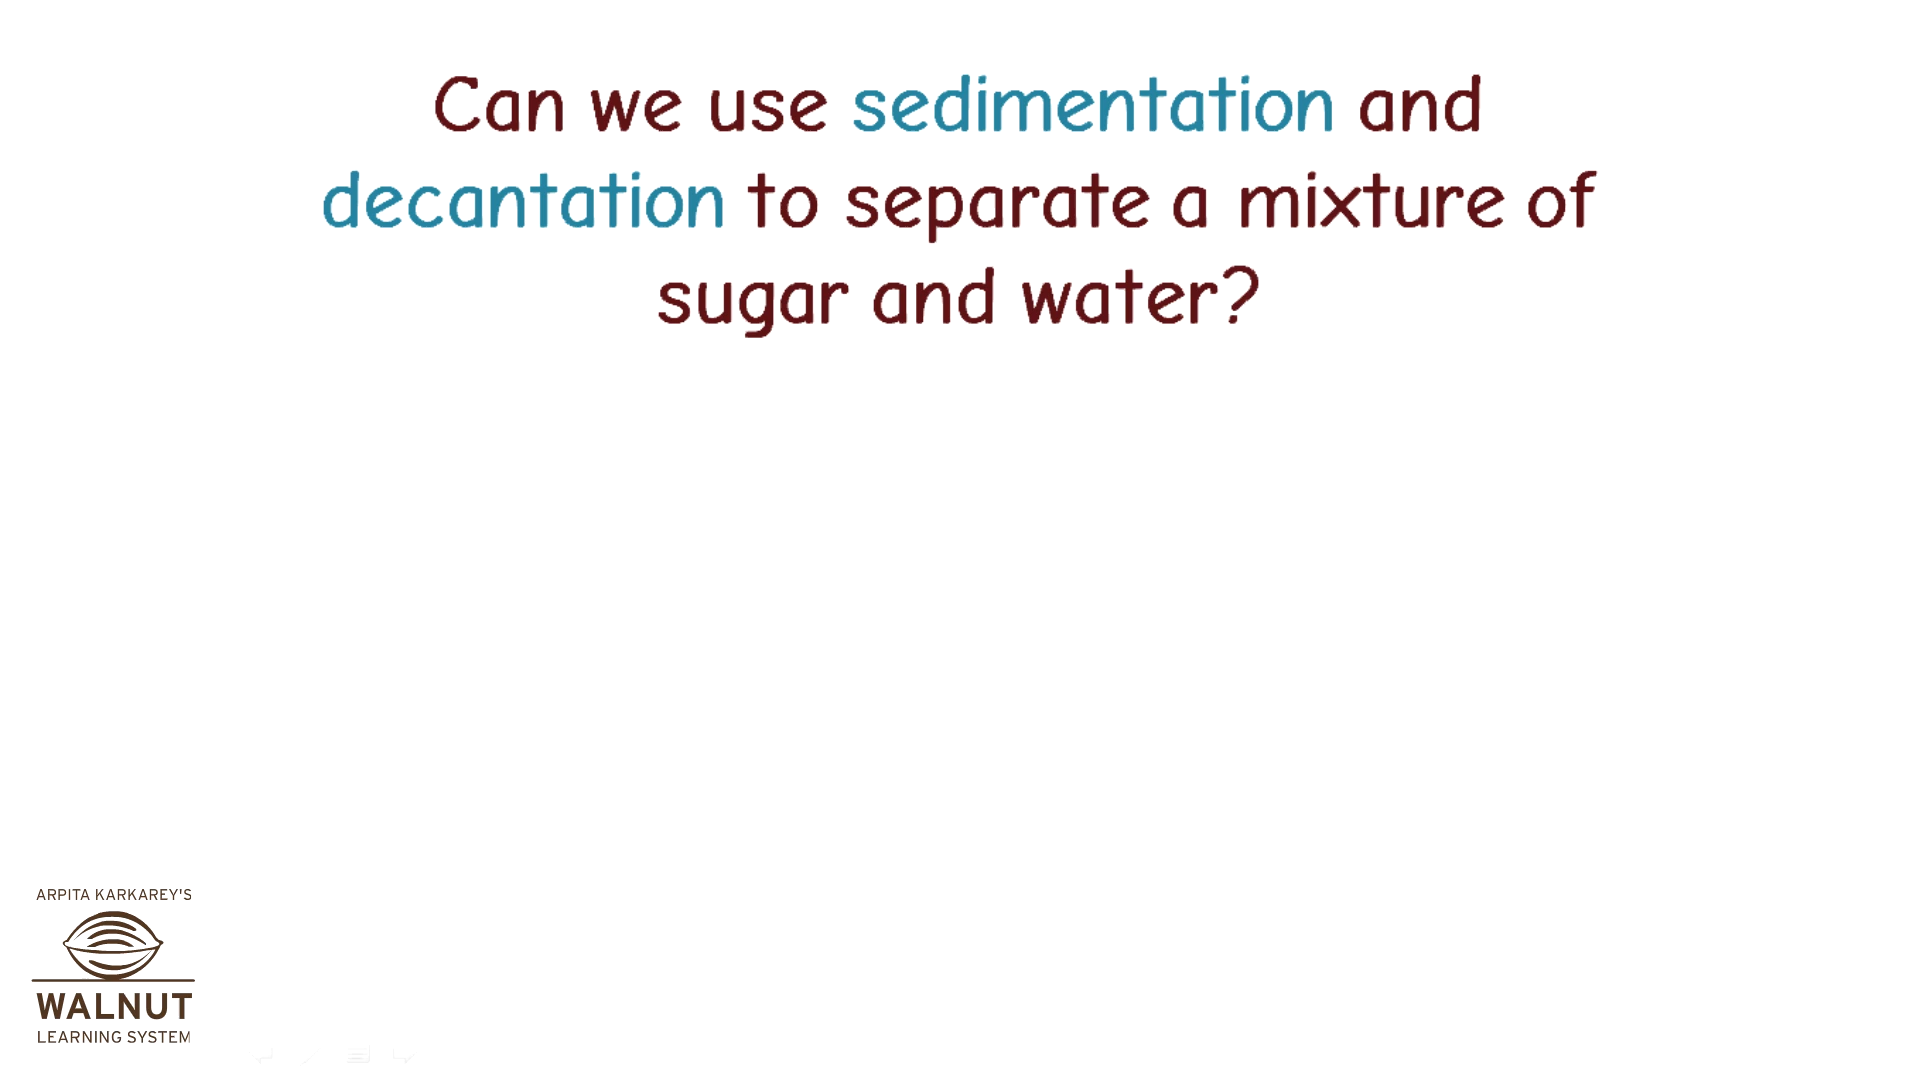 Can we use sedimentation and
decantation to separate a mixture of
sugar and water?
ARPITA KARKAREY'S
WALNUT
LEARNING SYSTEM